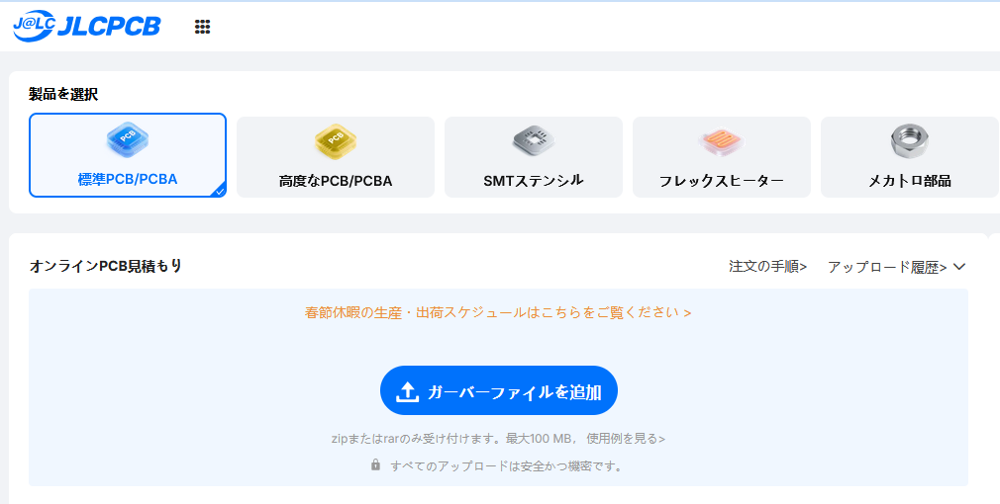 J@LC JLCPCB
製品を選択
PCB
PCB
標準PCB/PCBA
高度なPCB/PCBA
SMTステンシル
フレックスヒーター
メカトロ部品
オンラインPCB見積もり
注文の手順>
アップロード履歴>
春節休暇の生産・出荷スケジュールはこちらをご覧ください >
ガーバーファイルを追加
zipまたはrarのみ受け付けます。最大100 MB， 使用例を見る>
すべてのアップロードは安全かつ機密です。